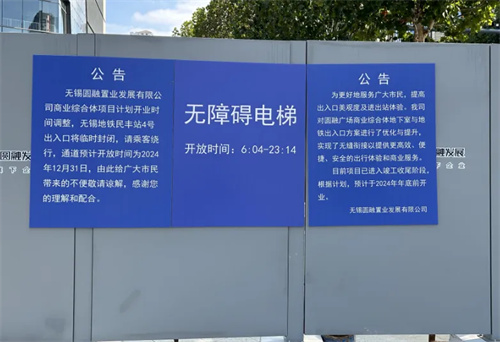 公告
无锡圆融置业发展有限公
司商业综合体项目计划开业时
间调整，无锡地铁民丰站4号
出入口将临时封闭，请乘客绕
行，通道预计开放时间为2024
年12月31日，由此给广大市民
带来的不便敬请谅解，感谢您
的理解和配合。
无障碍电梯
开放时间：6:04-23:14
公告
为更好地服务广大市民，提高
出入口美观度及进出站体验，我司
对圆融广场商业综合体地下室与地
铁出入口方案进行了优化与提升，
实现了无缝衔接以提供更高效、便
捷、安全的出行体验和商业服务。
目前项目已进入竣工收尾阶段，
根据计划，预计于2024年年底前开
业。
无锡圆融置业发展有限公司
圆融发展
融发展